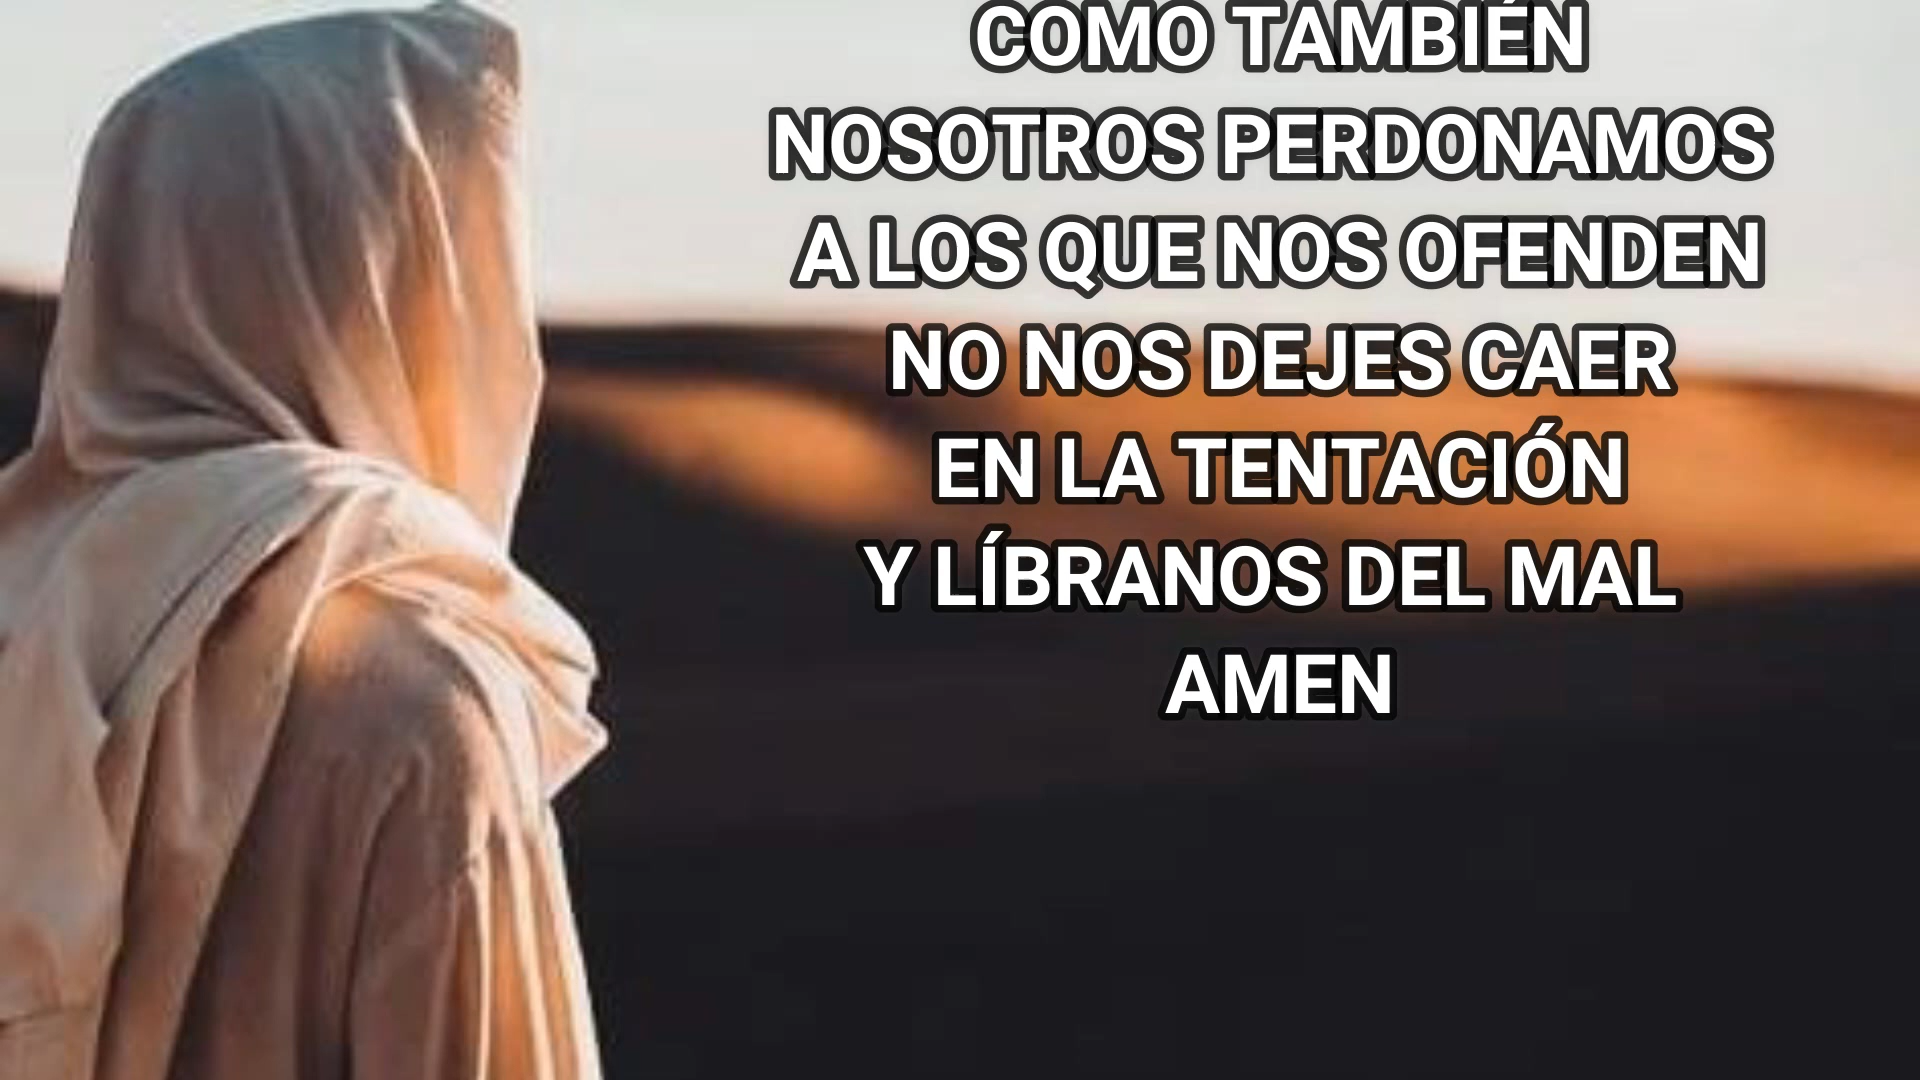 COMO TAMBIÉN
NOSOTROS PERDONAMOS
A LOS QUE NOS OFENDEN
NO NOS DEJES CAER
EN LA TENTACIÓN
Y LÍBRANOS DEL MAL
AMEN